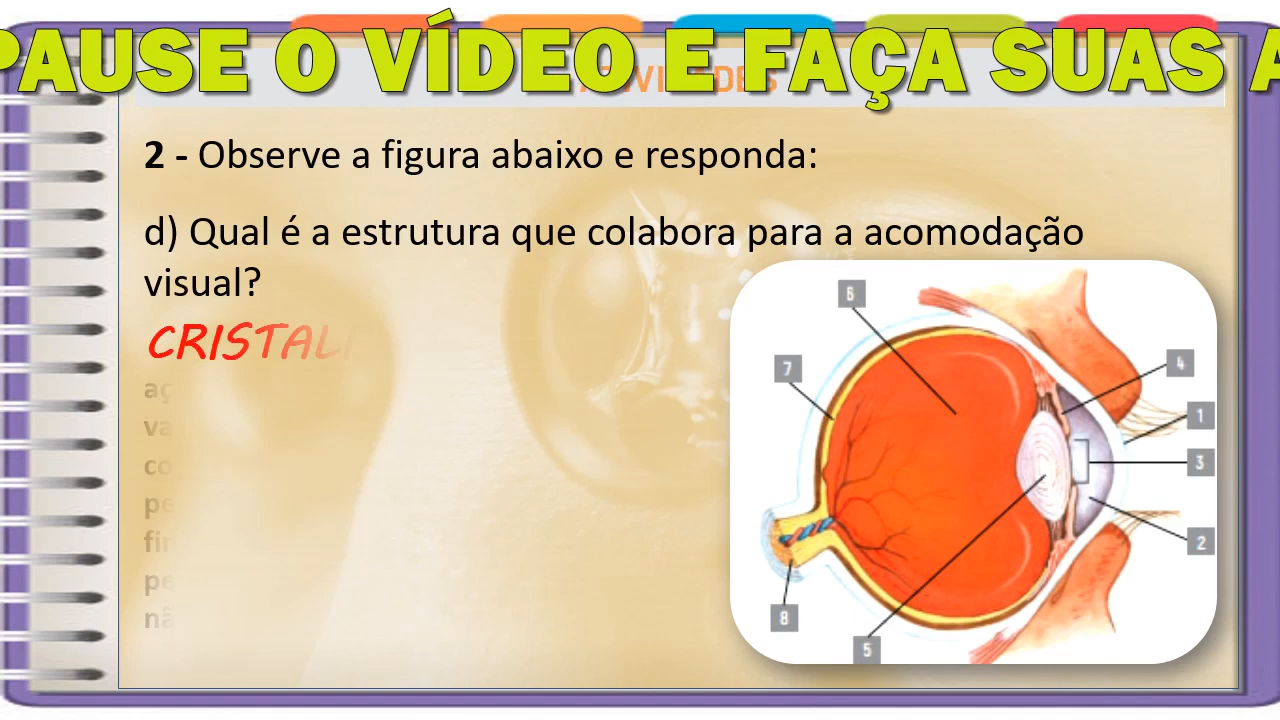 PAUSE O VÍDEO E FAÇA SUAS A
2 - Observe a figura abaixo e responda:
d) Qual é a estrutura que colabora para a acomodação
visual?
CRISTAL
6
7
4
1
3
2
8
5